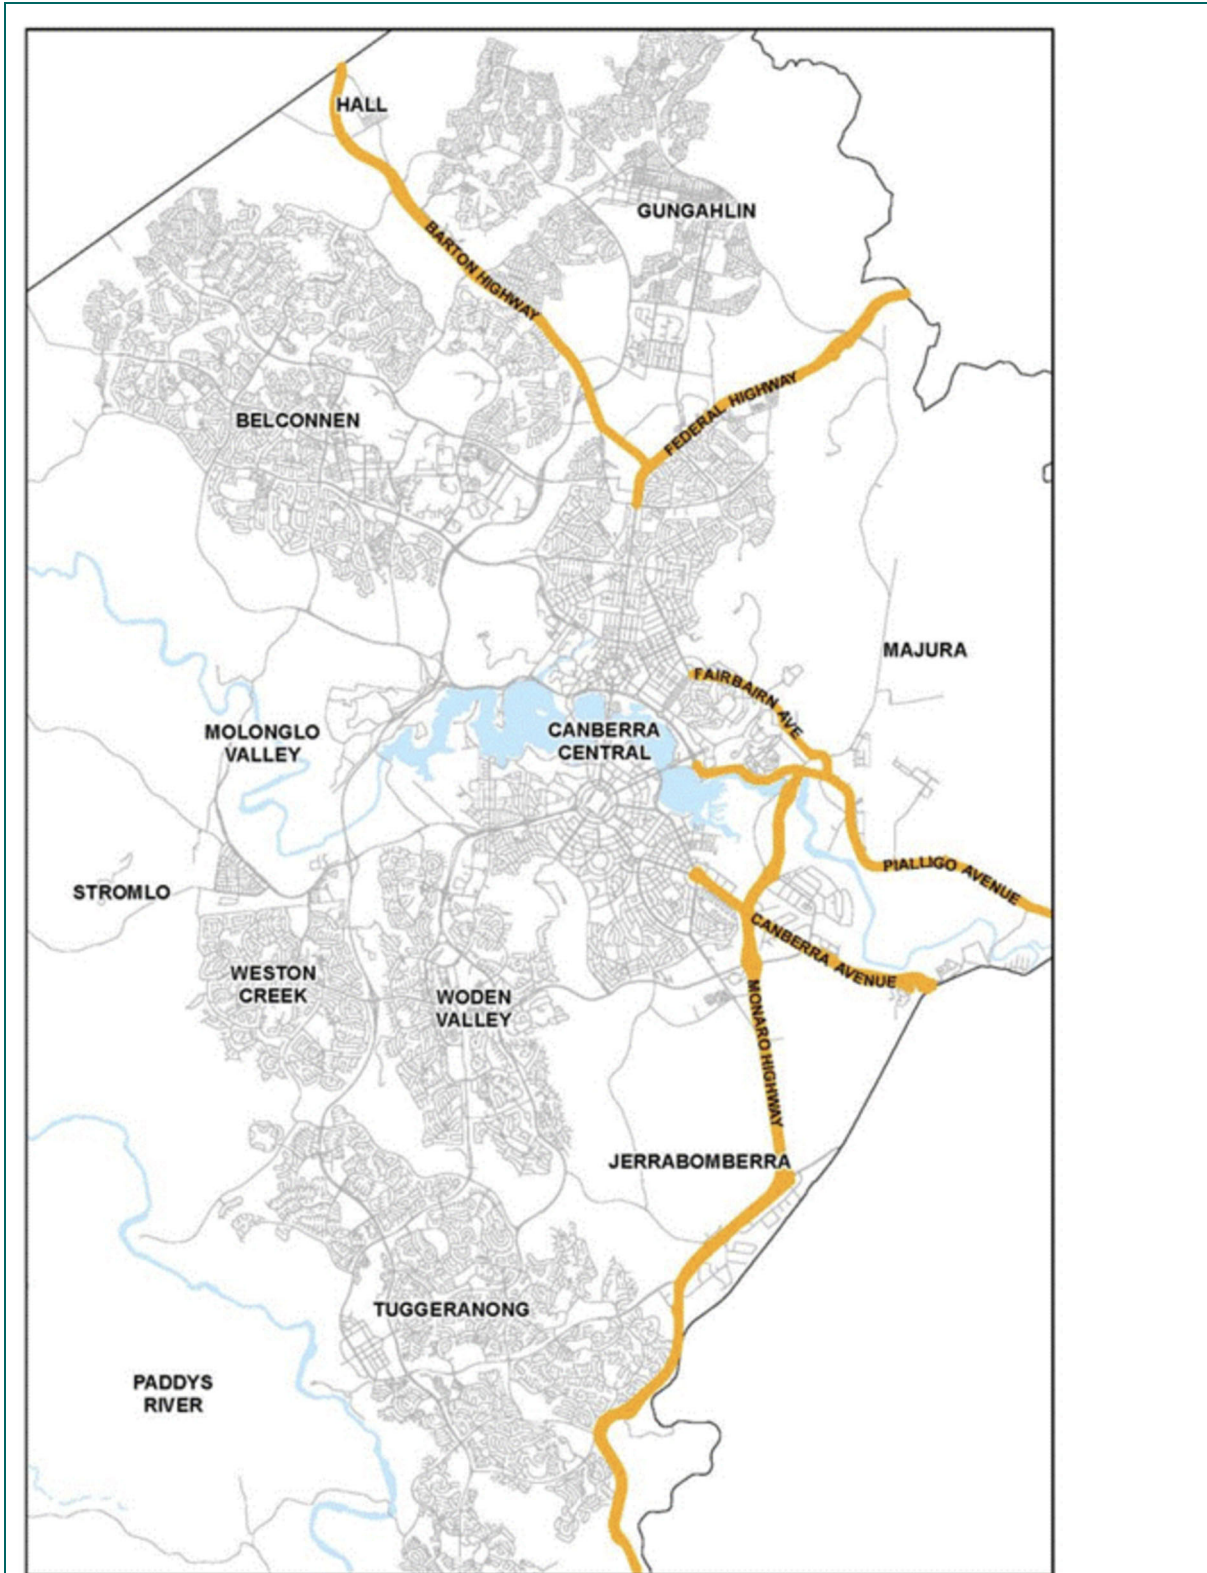 HALL
GUNGAHLIN
BARTON HIGHWAY
FEDERAL HIGHWAY
BELCONNEN
MAJURA
FAIRBAIRN AVE
MOLONGLO
VALLEY
CANBERRA
CENTRAL
PIALLIGO AVENUE
STROMLO
CANBERRA AVENUE
WESTON
CREEK
WODEN
VALLEY
MONARO HIGHWAY
JERRABOMBERRA
TUGGERANONG
PADDYS
RIVER